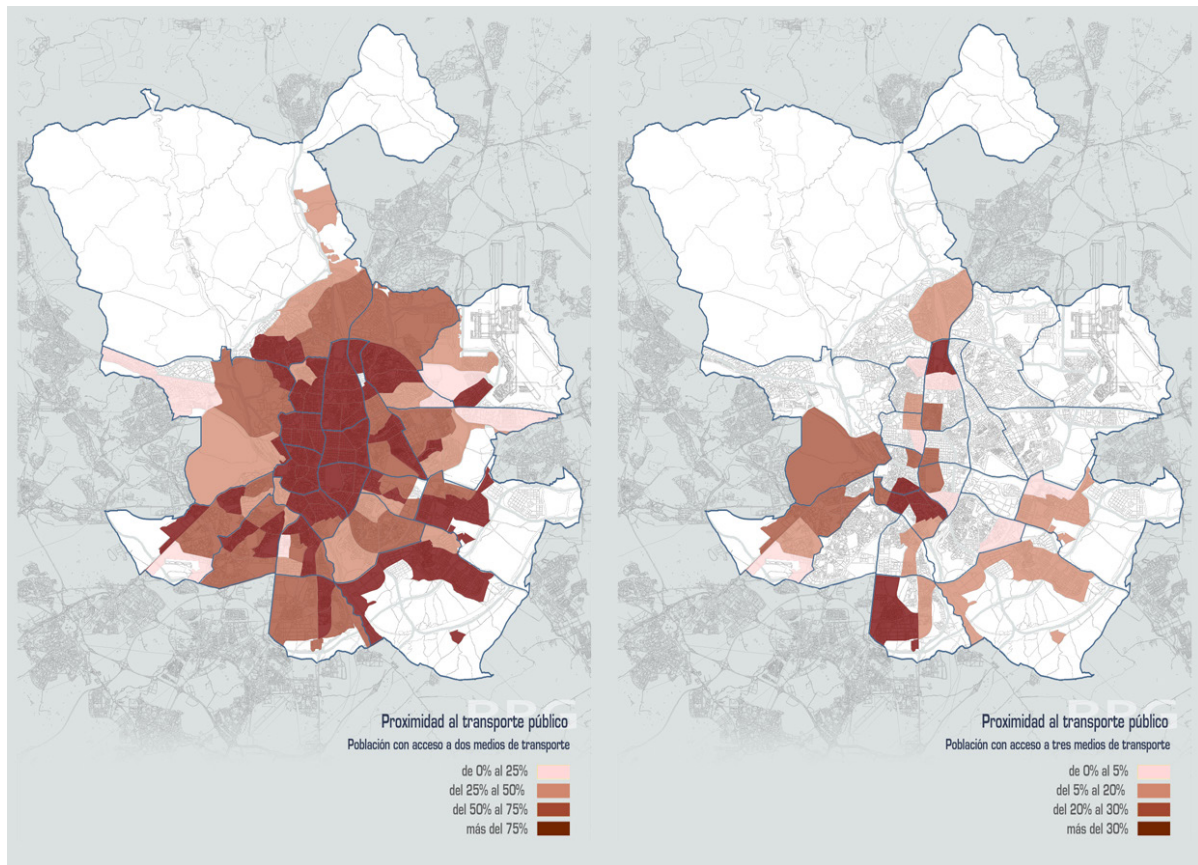 Proximidad al transporte público
Población con acceso a dos medios de transporte
de 0% al 25%
del 25% al 50%
del 50% al 75%
más del 75%
Proximidad al transporte público
Población con acceso a tres medios de transporte
de 0% al 5%
del 5% al 20%
del 20% al 30%
más del 30%